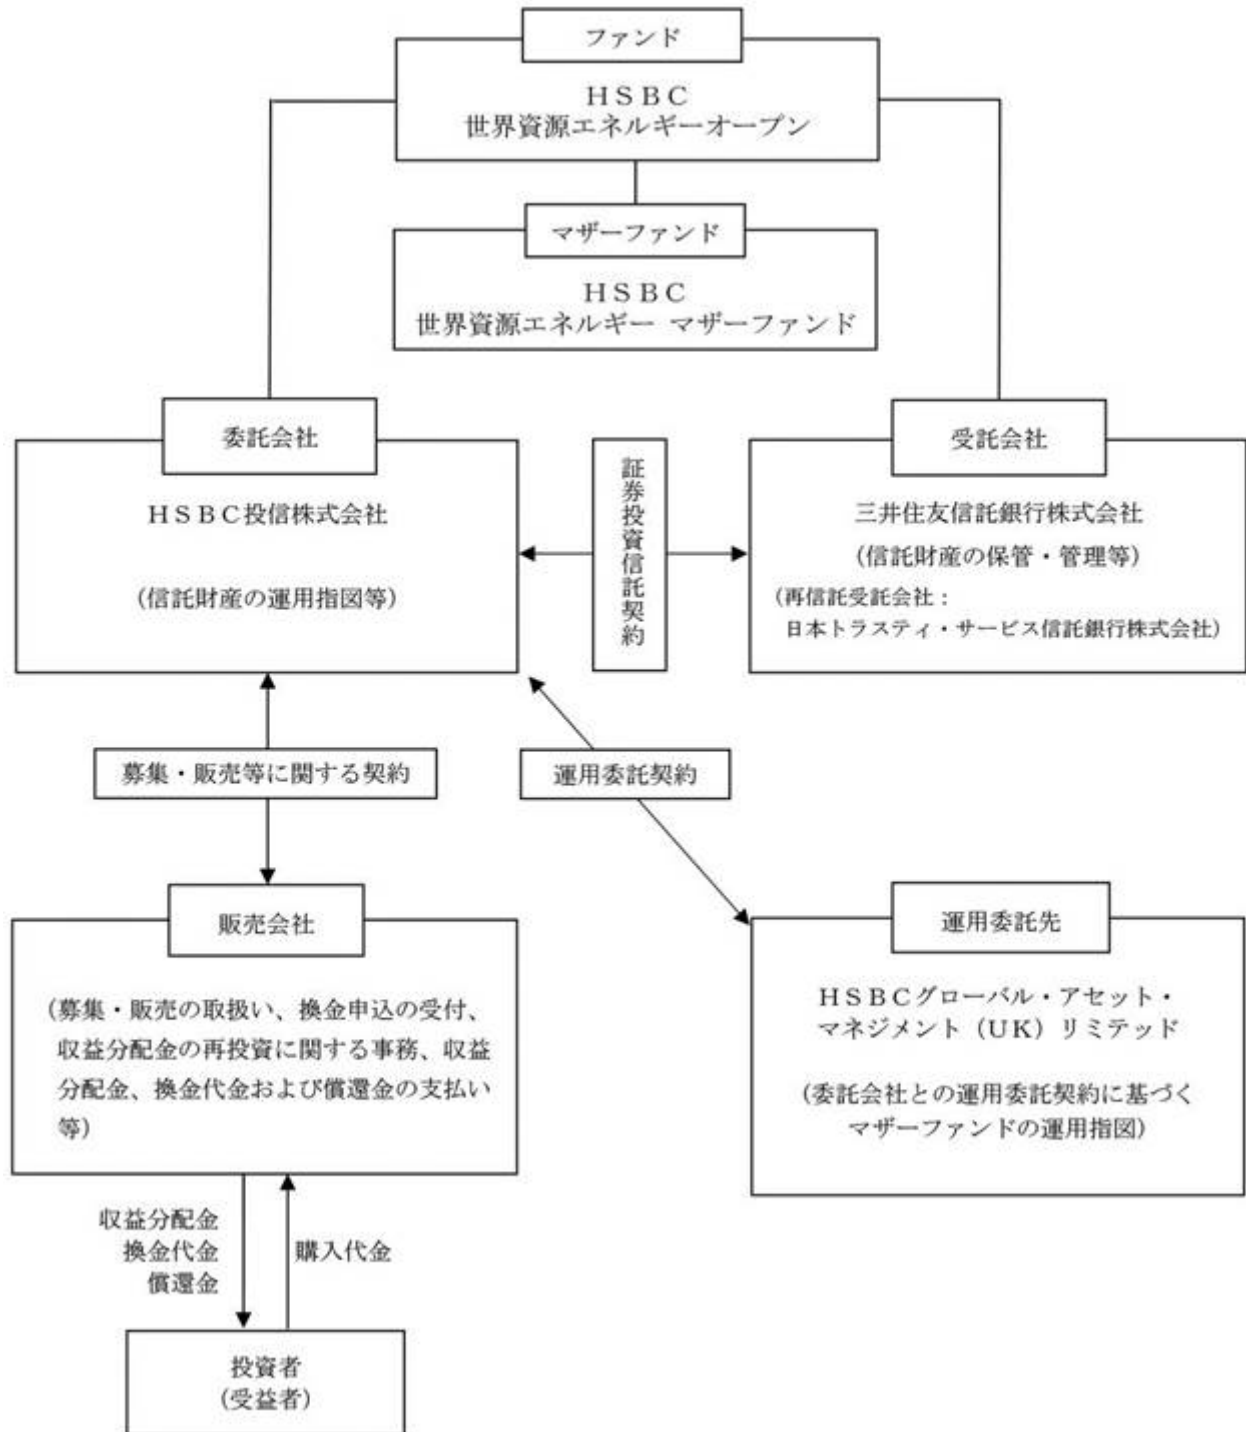 ファンド
ＨＳＢＣ
世界資源エネルギーオープン
マザーファンド
ＨＳＢＣ
世界資源エネルギー マザーファンド
委託会社
ＨＳＢＣ投信株式会社
（信託財産の運用指図等）
証券投資信託契約
受託会社
三井住友信託銀行株式会社
（信託財産の保管・管理等）
（再信託受託会社：
日本トラスティ・サービス信託銀行株式会社）
募集・販売等に関する契約
運用委託契約
販売会社
（募集・販売の取扱い、換金申込の受付、
収益分配金の再投資に関する事務、収益
分配金、換金代金および償還金の支払い
等）
運用委託先
ＨＳＢＣグローバル・アセット・
マネジメント（ＵＫ）リミテッド
（委託会社との運用委託契約に基づく
マザーファンドの運用指図）
収益分配金
換金代金
償還金
購入代金
投資者
（受益者）